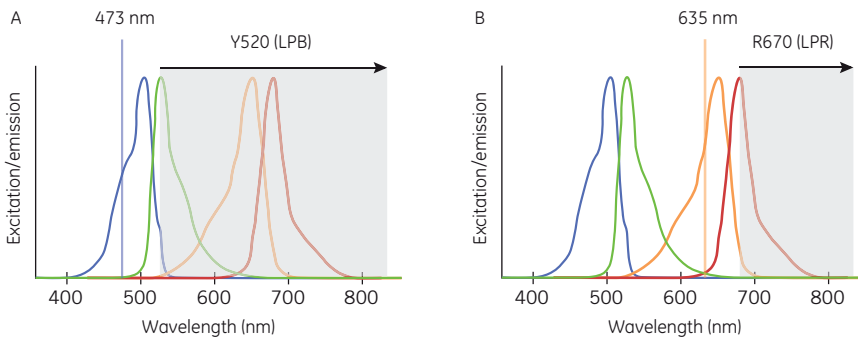 A
473 nm
Y520 (LPB)
Excitation/emission
400 500 600 700 800
Wavelength (nm)
B
635 nm
R670 (LPR)
Excitation/emission
400 500 600 700 800
Wavelength (nm)